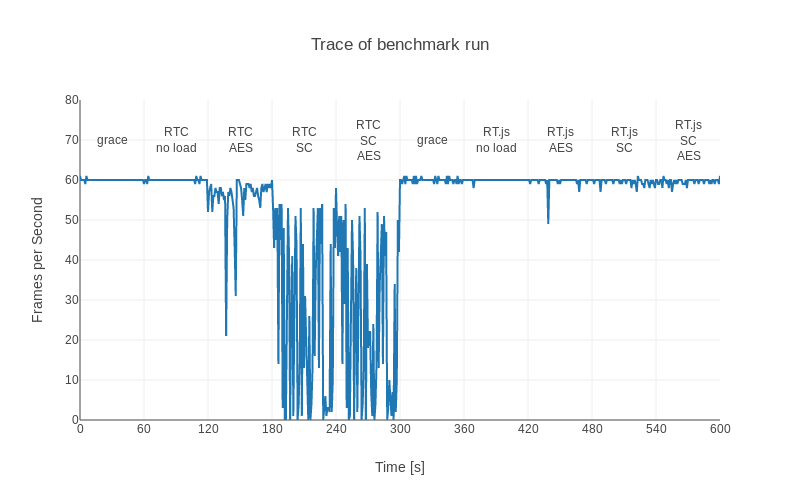 Trace of benchmark run
Frames per Second
80
70
60
50
40
30
20
10
0
grace
RTC
no load
RTC
AES
RTC
SC
RTC
SC
AES
grace
RT.js
no load
RT.js
AES
RT.js
SC
RT.js
SC
AES
0 60 120 180 240 300 360 420 480 540 600
Time [s]